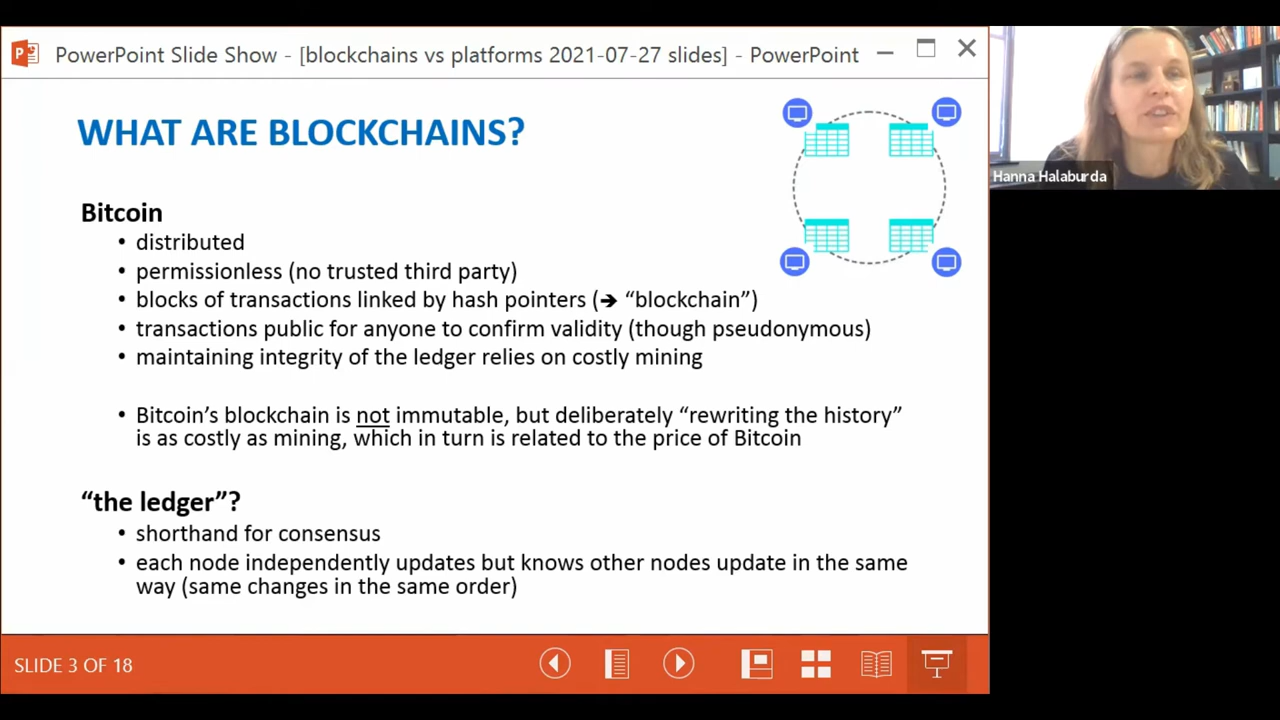 PowerPoint Slide Show - [blockchains vs platforms 2021-07-27 slides] - PowerPoint
WHAT ARE BLOCKCHAINS?
Hanna Halaburda
Bitcoin
• distributed
• permissionless (no trusted third party)
• blocks of transactions linked by hash pointers (➔ “blockchain”)
• transactions public for anyone to confirm validity (though pseudonymous)
• maintaining integrity of the ledger relies on costly mining
• Bitcoin’s blockchain is not immutable, but deliberately “rewriting the history”
is as costly as mining, which in turn is related to the price of Bitcoin
“the ledger”?
• shorthand for consensus
• each node independently updates but knows other nodes update in the same
way (same changes in the same order)
SLIDE 3 OF 18